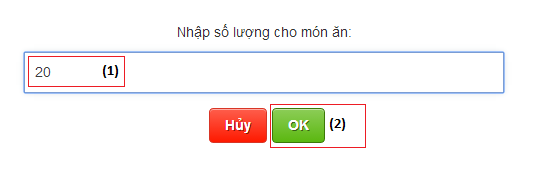 Nhập số lượng cho món ăn:
20 (1)
Hủy OK (2)